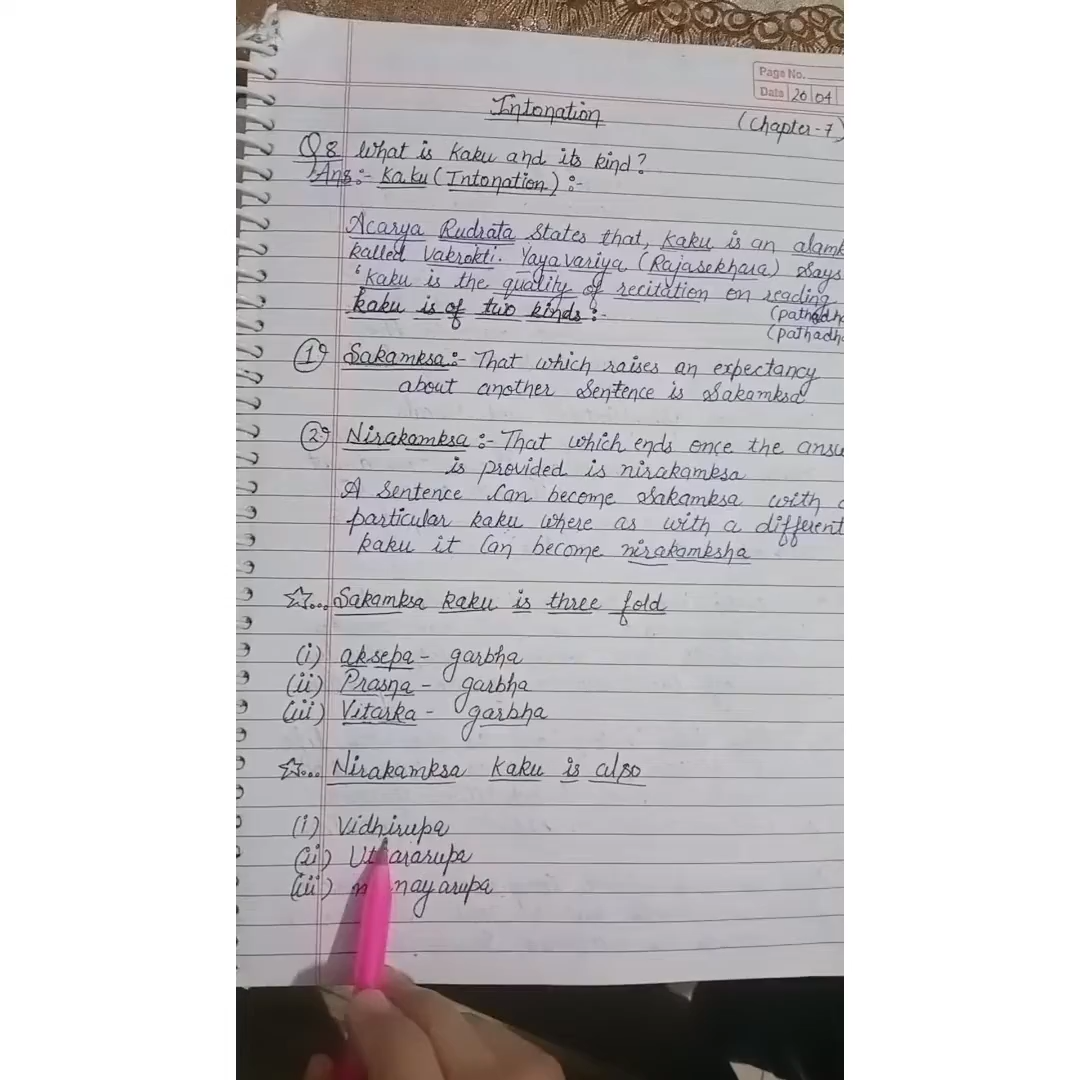 Page No.
Date 26 04
Intonation
(Chapter-7)
Q8 What is Kaku and its kind?
Ans:- Kaku (Intonation) :-
Acarya Rudrata States that, Kaku is an
kalled Vakrokti. Yayavariya (Rajasekhara) Says
'Kaku is the quality of recitation on reading
kaku is of two kinds:-
1) Sakamksa:- That which raises an expectancy
about another Sentence is Sakamksa
2) Nirakamksa:- That which ends once the
is provided is nirakamksa
A sentence Can become Sakamksa with
particular kaku where as with a different
kaku it Can become nirakamksha
☆... Sakamksa kaku is three fold
(i) aksepa - garbha
(ii) Prasna - garbha
(iii) Vitarka - garbha
☆... Nirakamksa Kaku is also
(i) Vidhirupa
(ii)
(iii)